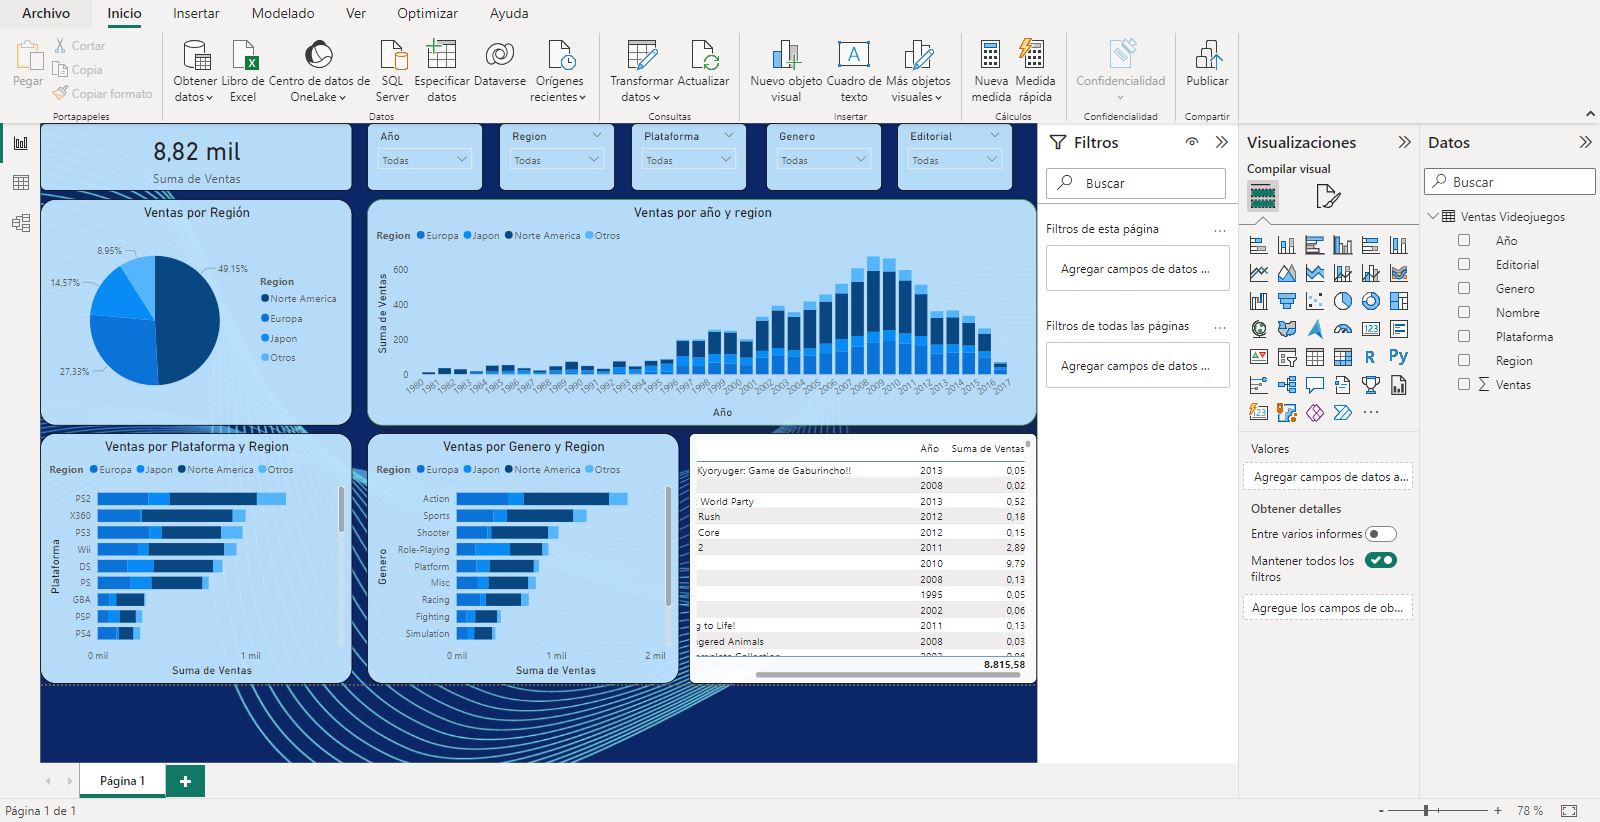 Archivo Inicio Insertar Modelado Ver Optimizar Ayuda
Pegar
Cortar
Copia
Copiar formato
Portapapeles
Obtener datos
Libro de Excel
Centro de datos de OneLake
SQL Server
Especificar datos
Dataverse
Orígenes recientes
Datos
Transformar datos
Actualizar
Consultas
Nuevo objeto visual
Cuadro de texto
Más objetos visuales
Insertar
Nueva medida
Medida rápida
Cálculos
Confidencialidad
Confidencialidad
Publicar
Compartir
8,82 mil
Suma de Ventas
Año
Todas
Region
Todas
Plataforma
Todas
Genero
Todas
Editorial
Todas
Ventas por Región
8,95%
49,15%
14,57%
27,33%
Region
Norte America
Europa
Japon
Otros
Ventas por año y region
Region Europa Japon Norte America Otros
Suma de Ventas
600
400
200
0
1980 1981 1982 1983 1984 1985 1986 1987 1988 1989 1990 1991 1992 1993 1994 1995 1996 1997 1998 1999 2000 2001 2002 2003 2004 2005 2006 2007 2008 2009 2010 2011 2012 2013 2014 2015 2016 2017
Año
Ventas por Plataforma y Region
Region Europa Japon Norte America Otros
Plataforma
PS2
X360
PS3
Wii
DS
PS
GBA
PSP
PS4
0 mil 1 mil
Suma de Ventas
Ventas por Genero y Region
Region Europa Japon Norte America Otros
Genero
Action
Sports
Shooter
Role-Playing
Platform
Misc
Racing
Fighting
Simulation
0 mil 1 mil 2 mil
Suma de Ventas
Año Suma de Ventas
Kyoryuger: Game de Gaburincho!! 2013 0,05
2008 0,02
World Party 2013 0,52
Rush 2012 0,18
Core 2012 0,15
2 2011 2,89
2010 9,79
2008 0,13
1995 0,05
2002 0,06
g to Life! 2011 0,13
ngered Animals 2008 0,03
8.815,58
Filtros
Buscar
Filtros de esta página ...
Agregar campos de datos ...
Filtros de todas las páginas ...
Agregar campos de datos ...
Visualizaciones
Compilar visual
123
R Py
123
...
Valores
Agregar campos de datos a...
Obtener detalles
Entre varios informes
Mantener todos los filtros
Agregue los campos de ob...
Datos
Buscar
Ventas Videojuegos
Año
Editorial
Genero
Nombre
Plataforma
Region
∑ Ventas
Página 1 +
Página 1 de 1
- + 78 %